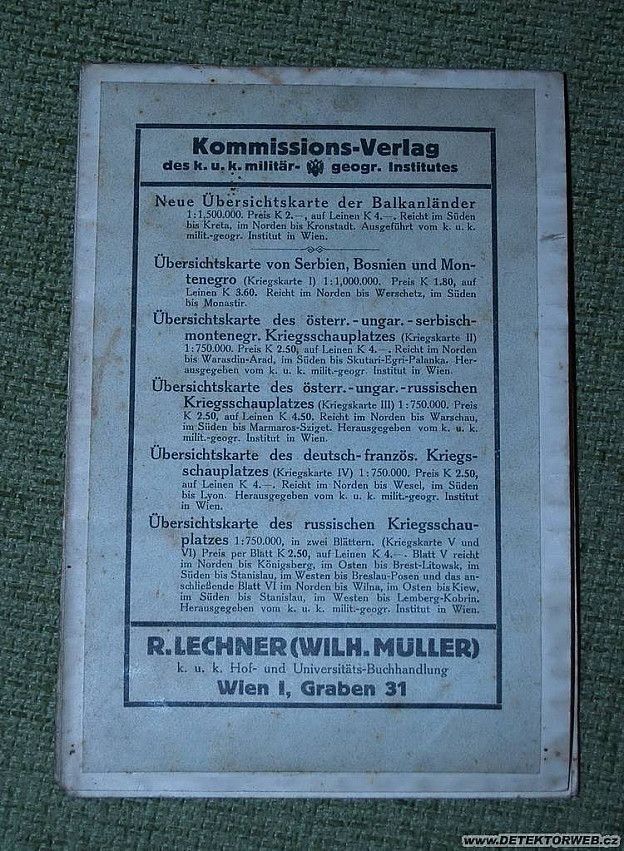 Kommissions-Verlag
des k. u. k. militär- geogr. Institutes
Neue Übersichtskarte der Balkanländer
1:1,500.000. Preis K 2.—, auf Leinen K 4.—. Reicht im Süden
bis Kreta, im Norden bis Kronstadt. Ausgeführt vom k. u. k.
milit.-geogr. Institut in Wien.
Übersichtskarte von Serbien, Bosnien und Mon-
tenegro (Kriegskarte I) 1:1,000.000. Preis K 1.80, auf
Leinen K 3.60. Reicht im Norden bis Werschetz, im Süden
bis Monastir.
Übersichtskarte des österr.-ungar.-serbisch-
montenegr. Kriegsschauplatzes (Kriegskarte II)
1:750.000. Preis K 2.50, auf Leinen K 4.—. Reicht im Norden
bis Warasdin-Arad, im Süden bis Skutari-Egri-Palanka. Her-
ausgegeben vom k. u. k. milit.-geogr. Institut in Wien.
Übersichtskarte des österr.-ungar.-russischen
Kriegsschauplatzes (Kriegskarte III) 1:750.000. Preis
K 2.50, auf Leinen K 4.50. Reicht im Norden bis Warschau,
im Süden bis Marmaros-Sziget. Herausgegeben vom k. u. k.
milit.-geogr. Institut in Wien.
Übersichtskarte des deutsch-französ. Kriegs-
schauplatzes (Kriegskarte IV) 1:750.000. Preis K 2.50,
auf Leinen K 4.—. Reicht im Norden bis Wesel, im Süden
bis Lyon. Herausgegeben vom k. u. k. milit.-geogr. Institut
in Wien.
Übersichtskarte des russischen Kriegsschau-
platzes 1:750.000, in zwei Blättern. (Kriegskarte V und
VI) Preis per Blatt K 2.50, auf Leinen K 4.—. Blatt V reicht
im Norden bis Königsberg, im Osten bis Brest-Litowsk, im
Süden bis Stanislau, im Westen bis Breslau-Posen und das an-
schließende Blatt VI im Norden bis Wilna, im Osten bis Kiew,
im Süden bis Stanislau, im Westen bis Lemberg-Kobrin.
Herausgegeben vom k. u. k. milit.-geogr. Institut in Wien.
R. LECHNER (WILH. MÜLLER)
k. u. k. Hof- und Universitäts-Buchhandlung
Wien I, Graben 31
www.DETEKTORWEB.cz